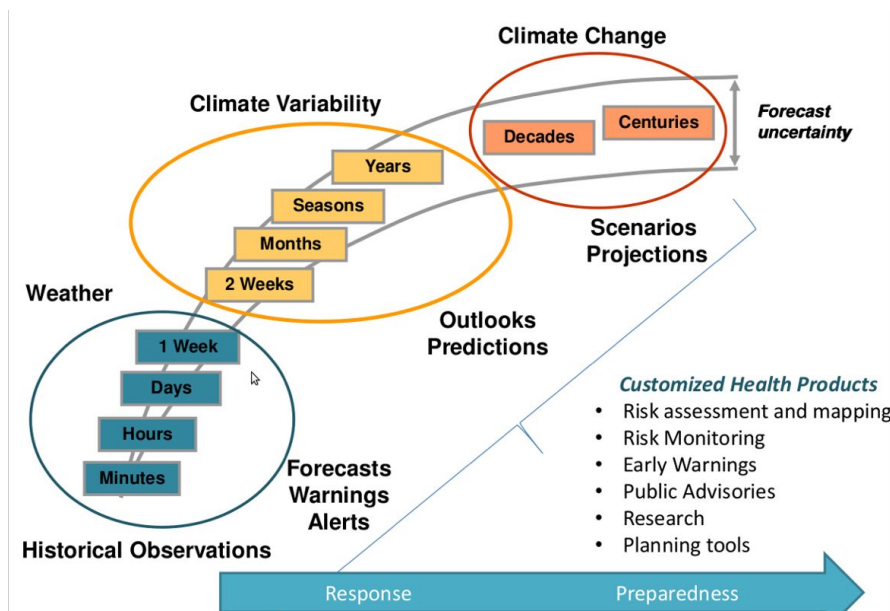 Climate Change
Climate Variability
Forecast
uncertainty
Centuries
Decades
Years
Seasons
Months
2 Weeks
Scenarios
Projections
Weather
Outlooks
Predictions
1 Week
Days
Hours
Minutes
Forecasts
Warnings
Alerts
Historical Observations
Customized Health Products
• Risk assessment and mapping
• Risk Monitoring
• Early Warnings
• Public Advisories
• Research
• Planning tools
Response
Preparedness